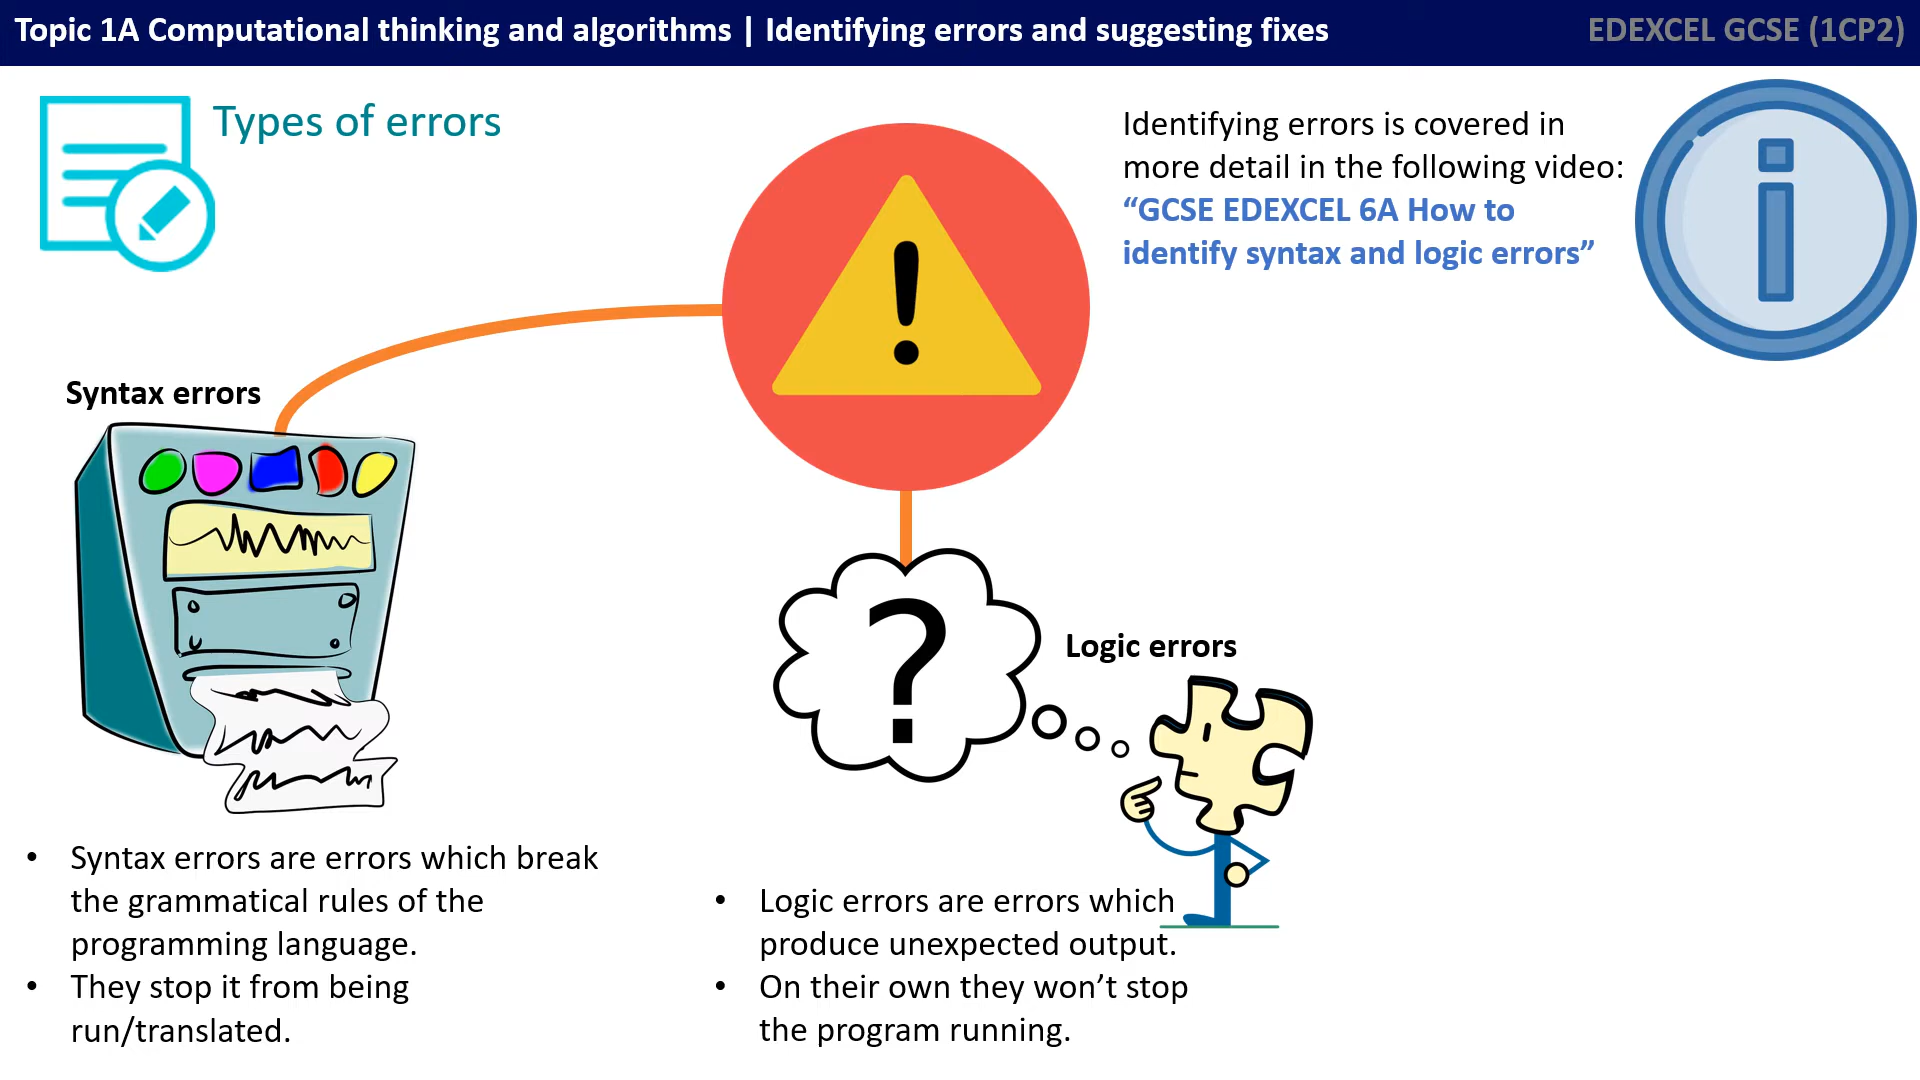 Topic 1A Computational thinking and algorithms | Identifying errors and suggesting fixes
EDEXCEL GCSE (1CP2)
Types of errors
Identifying errors is covered in
more detail in the following video:
“GCSE EDEXCEL 6A How to
identify syntax and logic errors”
Syntax errors
• Syntax errors are errors which break
the grammatical rules of the
programming language.
• They stop it from being
run/translated.
?
Logic errors
• Logic errors are errors which
produce unexpected output.
• On their own they won’t stop
the program running.